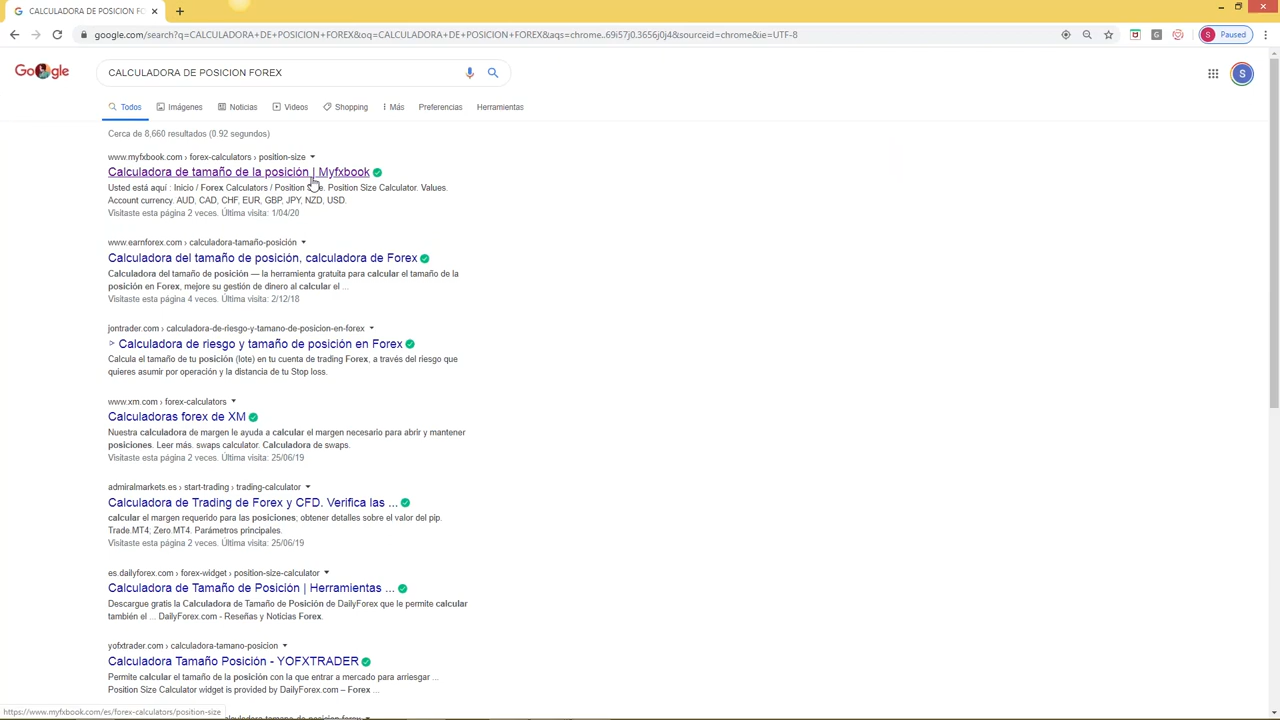 CALCULADORA DE POSICION FOREX
google.com/search?q=CALCULADORA+DE+POSICION+FOREX&oq=CALCULADORA+DE+POSICION+FOREX&aqs=chrome..69i57j0.3656j0j4&sourceid=chrome&ie=UTF-8
S Paused
CALCULADORA DE POSICION FOREX
S
Todos Imágenes Noticias Videos Shopping Más Preferencias Herramientas
Cerca de 8,660 resultados (0.92 segundos)
www.myfxbook.com › forex-calculators › position-size
Calculadora de tamaño de la posición | Myfxbook
Usted está aquí : Inicio / Forex Calculators / Position Size. Position Size Calculator. Values.
Account currency. AUD, CAD, CHF, EUR, GBP, JPY, NZD, USD.
Visitaste esta página 2 veces. Última visita: 1/04/20
www.earnforex.com › calculadora-tamaño-posición
Calculadora del tamaño de posición, calculadora de Forex
Calculadora del tamaño de posición — la herramienta gratuita para calcular el tamaño de la
posición en Forex, mejore su gestión de dinero al calcular el ...
Visitaste esta página 4 veces. Última visita: 2/12/18
jontrader.com › calculadora-de-riesgo-y-tamano-de-posicion-en-forex
Calculadora de riesgo y tamaño de posición en Forex
Calcula el tamaño de tu posición (lote) en tu cuenta de trading Forex, a través del riesgo que
quieres asumir por operación y la distancia de tu Stop loss.
www.xm.com › forex-calculators
Calculadoras forex de XM
Nuestra calculadora de margen le ayuda a calcular el margen necesario para abrir y mantener
posiciones. Leer más. swaps calculator. Calculadora de swaps.
Visitaste esta página 2 veces. Última visita: 25/06/19
admiralmarkets.es › start-trading › trading-calculator
Calculadora de Trading de Forex y CFD. Verifica las ...
calcular el margen requerido para las posiciones; obtener detalles sobre el valor del pip.
Trade.MT4; Zero.MT4. Parámetros principales.
Visitaste esta página 2 veces. Última visita: 25/06/19
es.dailyforex.com › forex-widget › position-size-calculator
Calculadora de Tamaño de Posición | Herramientas ...
Descargue gratis la Calculadora de Tamaño de Posición de DailyForex que le permite calcular
también el ... DailyForex.com - Reseñas y Noticias Forex.
yofxtrader.com › calculadora-tamano-posicion
Calculadora Tamaño Posición - YOFXTRADER
Permite calcular el tamaño de la posición con la que entrar a mercado para arriesgar ...
Position Size Calculator widget is provided by DailyForex.com – Forex ...
https://www.myfxbook.com/es/forex-calculators/position-size